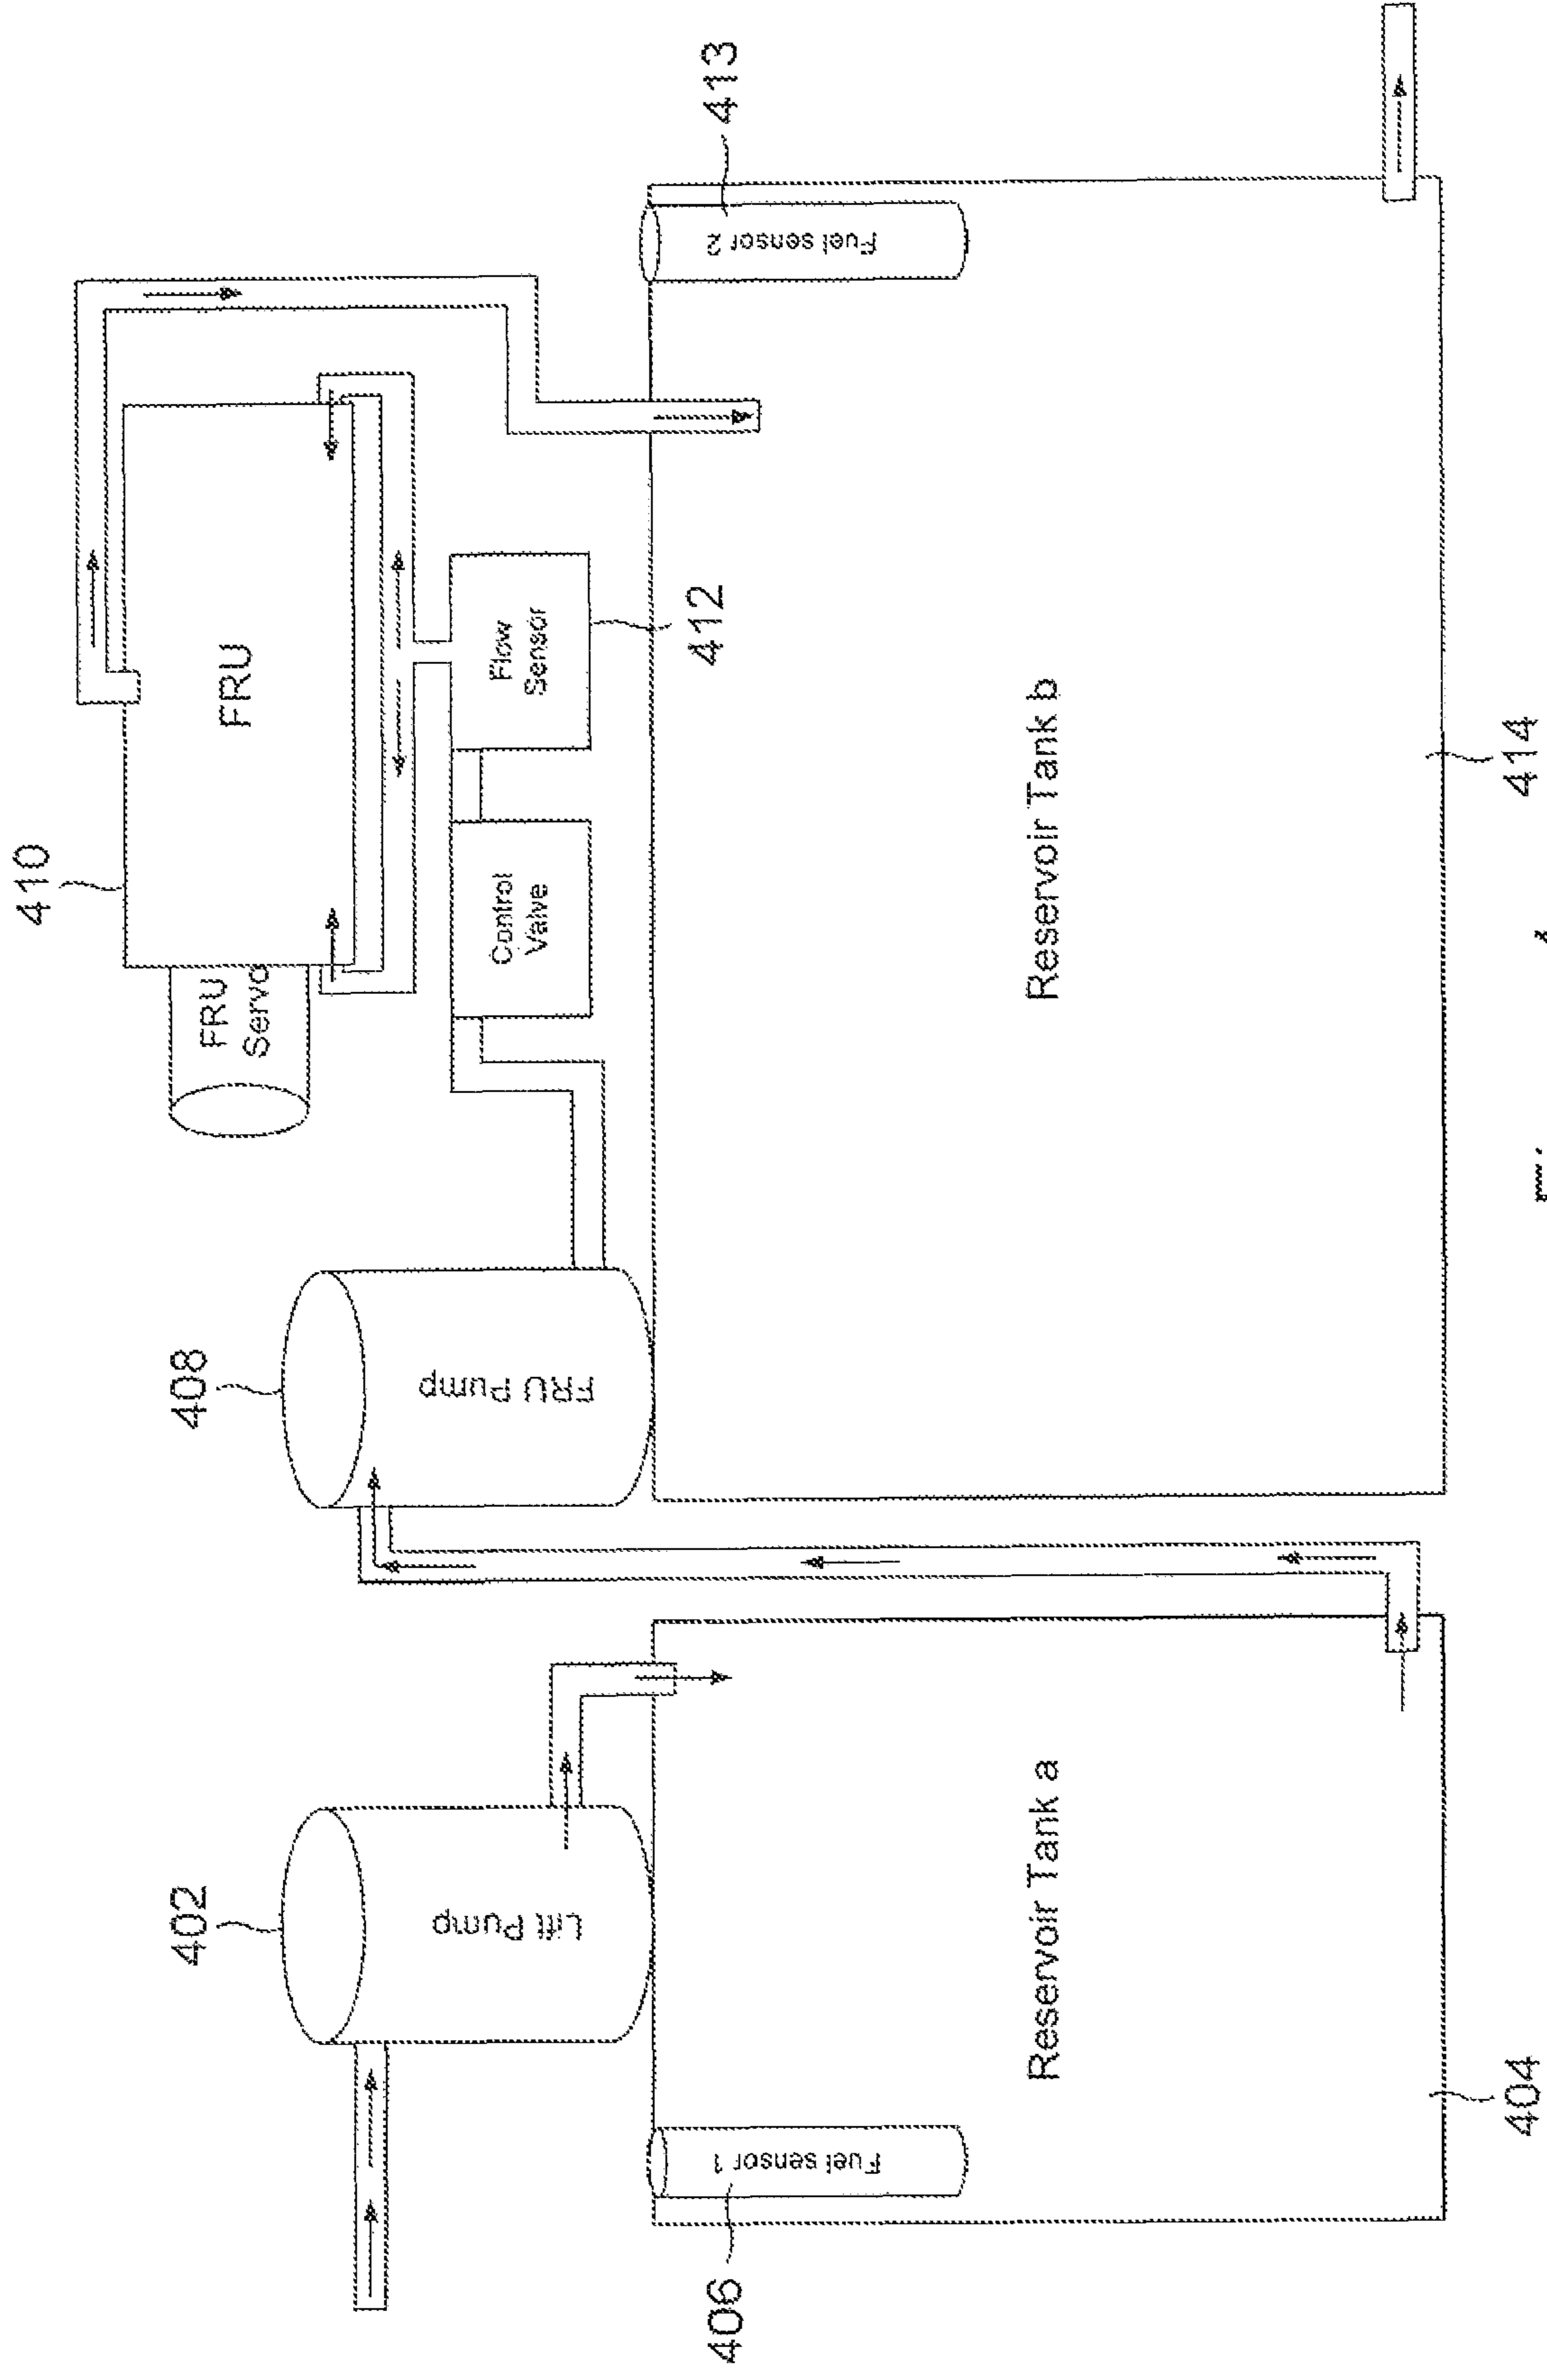 410
FRU
FRU
Servo
413
408
FRU Pump
Control
Valve
Flow
Sensor
412
Fuel sensor 2
402
Lift Pump
Reservoir Tank b
414
406
Fuel sensor 1
Reservoir Tank a
404